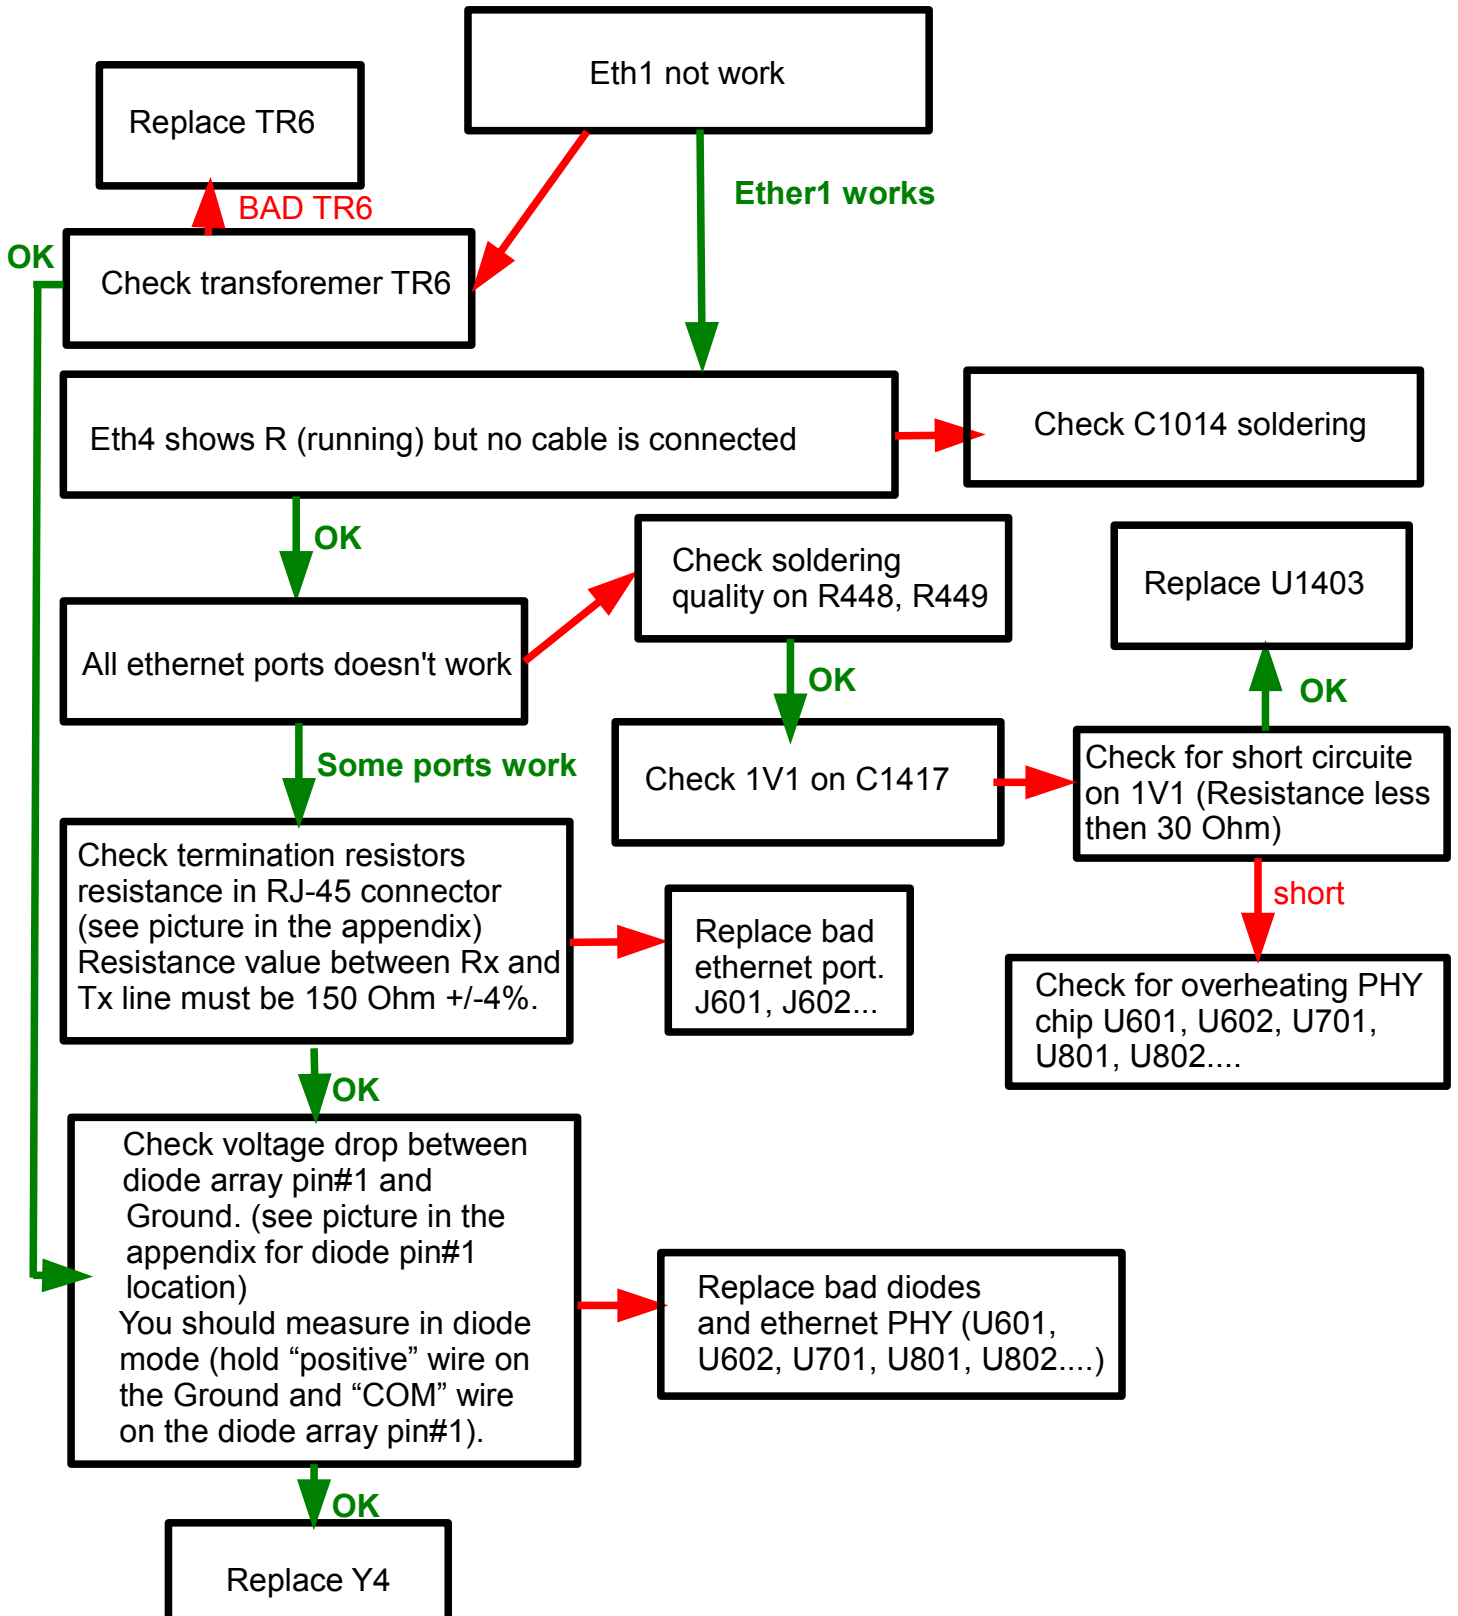 Eth1 not work
Replace TR6
Ether1 works
BAD TR6
OK
Check transforemer TR6
Eth4 shows R (running) but no cable is connected
Check C1014 soldering
OK
Check soldering
quality on R448, R449
Replace U1403
All ethernet ports doesn't work
OK
OK
Some ports work
Check 1V1 on C1417
Check for short circuite
on 1V1 (Resistance less
then 30 Ohm)
short
Check termination resistors
resistance in RJ-45 connector
(see picture in the appendix)
Resistance value between Rx and
Tx line must be 150 Ohm +/-4%.
Replace bad
ethernet port.
J601, J602...
Check for overheating PHY
chip U601, U602, U701,
U801, U802....
OK
Check voltage drop between
diode array pin#1 and
Ground. (see picture in the
appendix for diode pin#1
location)
You should measure in diode
mode (hold “positive” wire on
the Ground and “COM” wire
on the diode array pin#1).
Replace bad diodes
and ethernet PHY (U601,
U602, U701, U801, U802....)
OK
Replace Y4